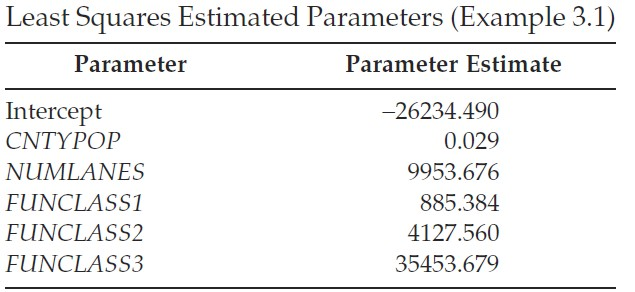 Least Squares Estimated Parameters (Example 3.1)
Parameter Parameter Estimate
Intercept –26234.490
CNTYPOP 0.029
NUMLANES 9953.676
FUNCLASS1 885.384
FUNCLASS2 4127.560
FUNCLASS3 35453.679